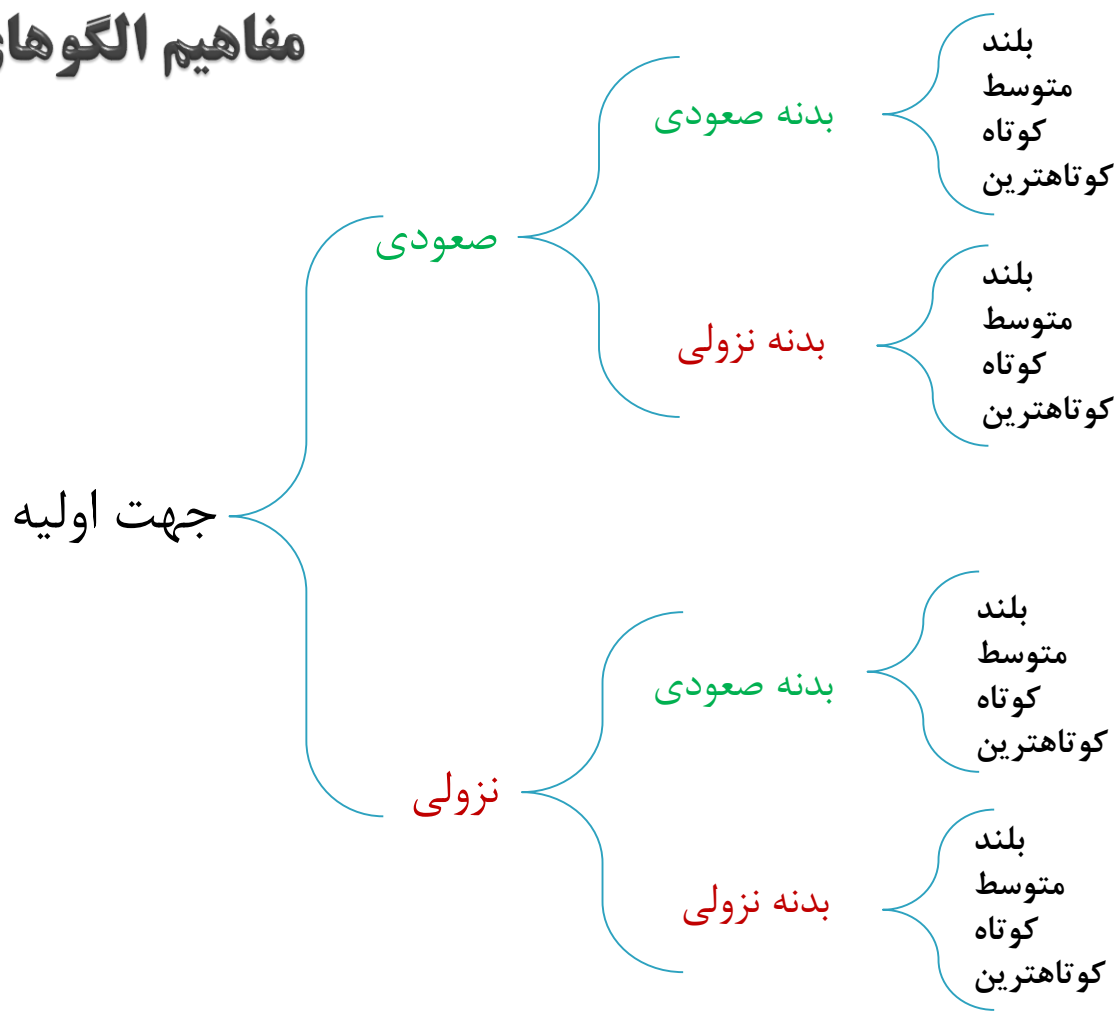 مفاهیم الگوهای
جهت اولیه
صعودی
بدنه صعودی
بلند
متوسط
کوتاه
کوتاهترین
بدنه نزولی
بلند
متوسط
کوتاه
کوتاهترین
نزولی
بدنه صعودی
بلند
متوسط
کوتاه
کوتاهترین
بدنه نزولی
بلند
متوسط
کوتاه
کوتاهترین